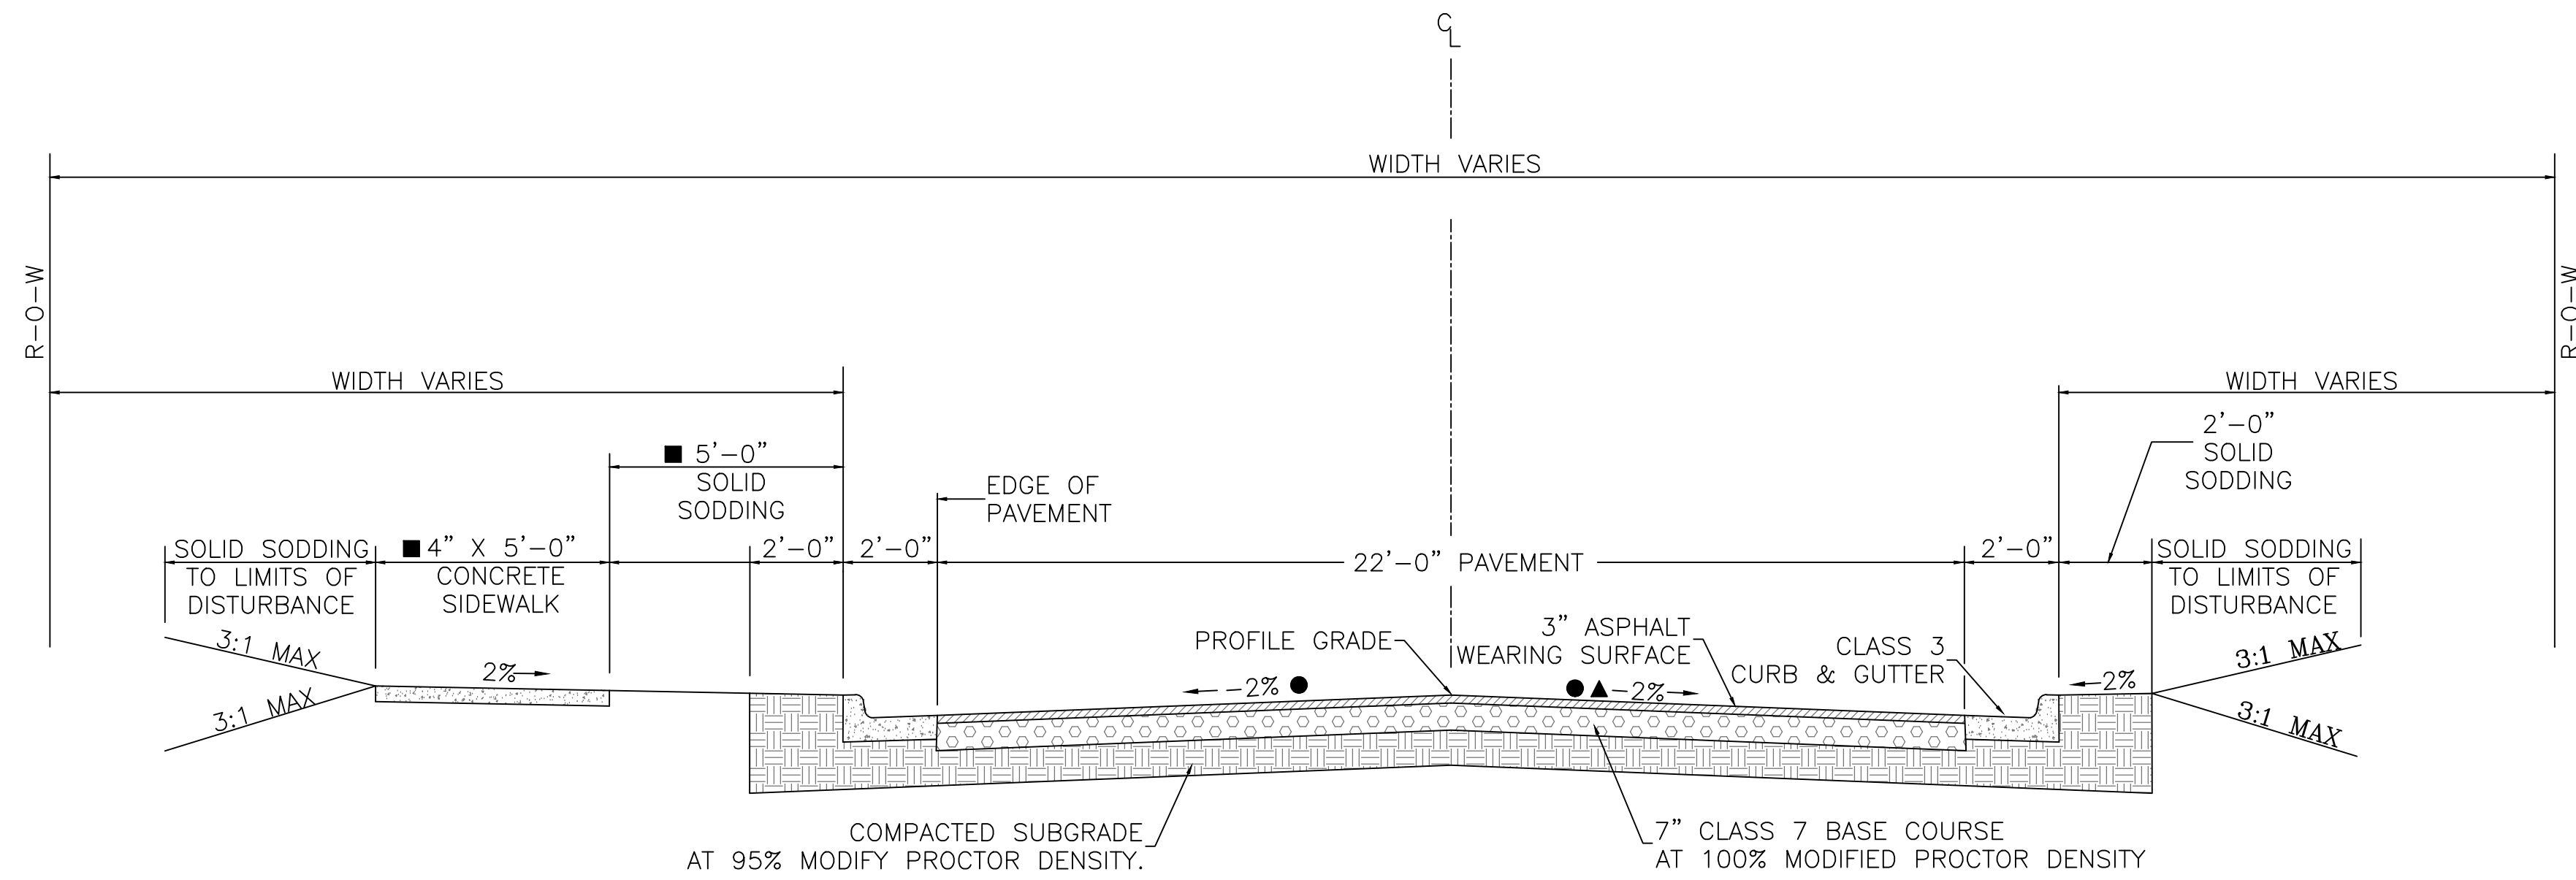 CL
WIDTH VARIES
R-O-W
R-O-W
WIDTH VARIES
WIDTH VARIES
2'-0"
SOLID
SODDING
■ 5'-0"
SOLID
SODDING
EDGE OF
PAVEMENT
SOLID SODDING
TO LIMITS OF
DISTURBANCE
■ 4" X 5'-0"
CONCRETE
SIDEWALK
2'-0"
2'-0"
22'-0" PAVEMENT
2'-0"
SOLID SODDING
TO LIMITS OF
DISTURBANCE
3:1 MAX
3:1 MAX
2%
PROFILE GRADE
3" ASPHALT
WEARING SURFACE
CLASS 3
CURB & GUTTER
-2% ●
● ▲ -2%
2%
3:1 MAX
3:1 MAX
COMPACTED SUBGRADE
AT 95% MODIFY PROCTOR DENSITY.
7" CLASS 7 BASE COURSE
AT 100% MODIFIED PROCTOR DENSITY